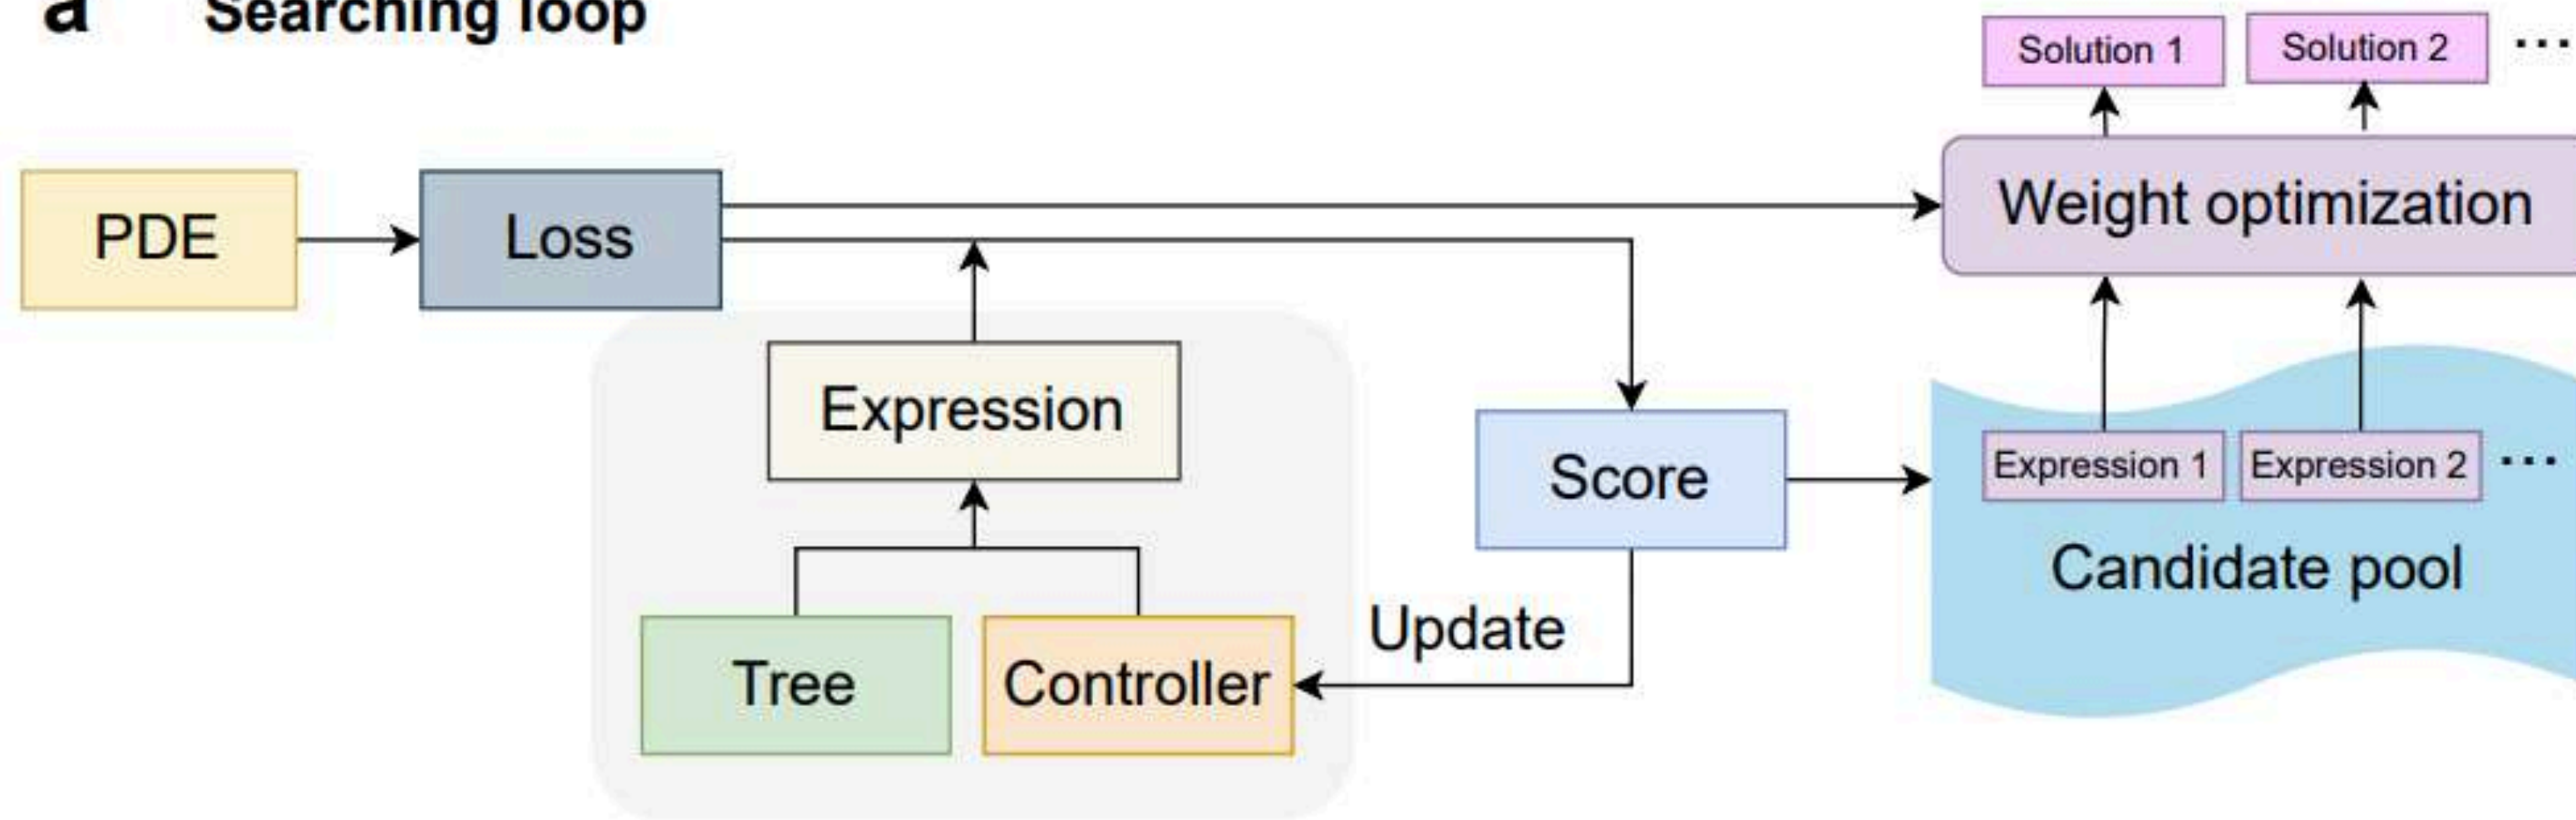 a Searching loop
Solution 1
Solution 2
...
PDE
Loss
Weight optimization
Expression
Score
Expression 1
Expression 2
...
Candidate pool
Update
Tree
Controller